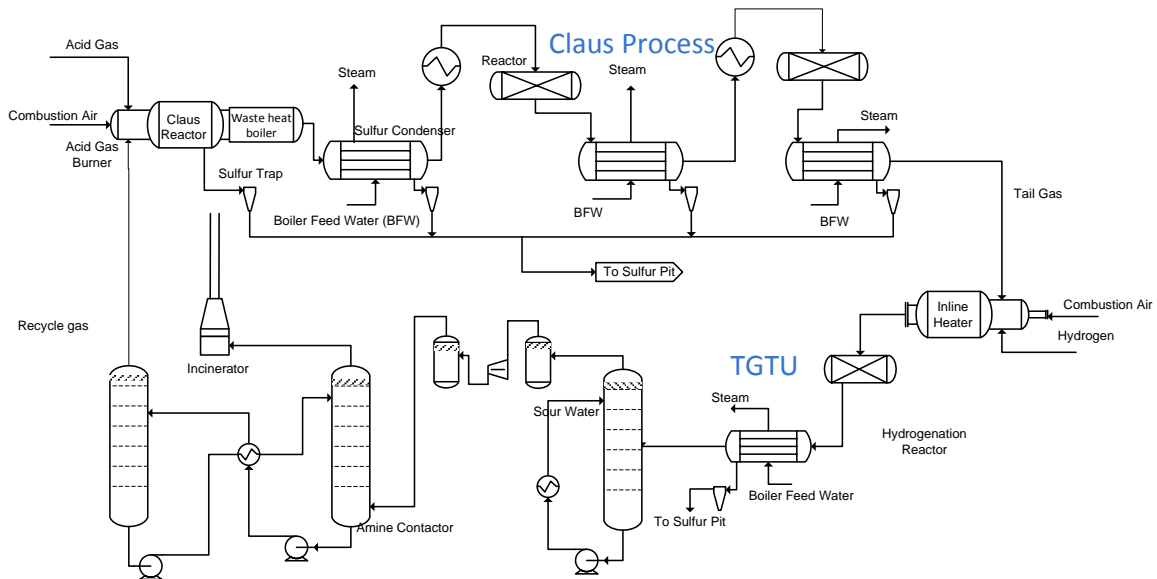 Acid Gas
Claus Process
Steam
Reactor
Steam
Combustion Air
Claus
Reactor
Waste heat
boiler
Steam
Sulfur Condenser
Acid Gas
Burner
Sulfur Trap
Boiler Feed Water (BFW)
BFW
BFW
Tail Gas
To Sulfur Pit
Recycle gas
Inline
Heater
Combustion Air
Hydrogen
Incinerator
TGTU
Steam
Sour Water
Hydrogenation
Reactor
Boiler Feed Water
To Sulfur Pit
Amine Contactor